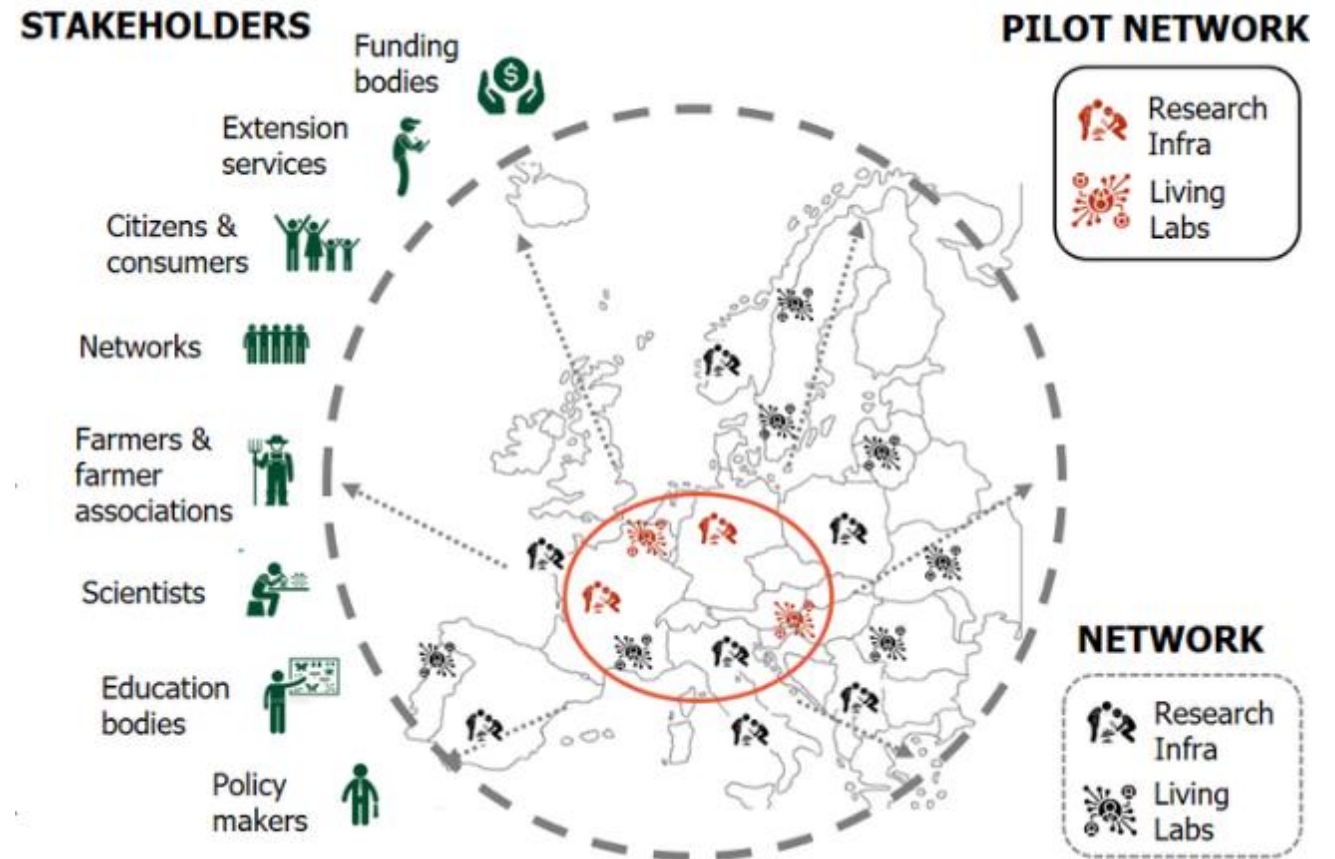 STAKEHOLDERS
Funding
bodies
$
Extension
services
Citizens &
consumers
Networks
Farmers &
farmer
associations
Scientists
Education
bodies
Policy
makers
PILOT NETWORK
Research
Infra
Living
Labs
NETWORK
Research
Infra
Living
Labs